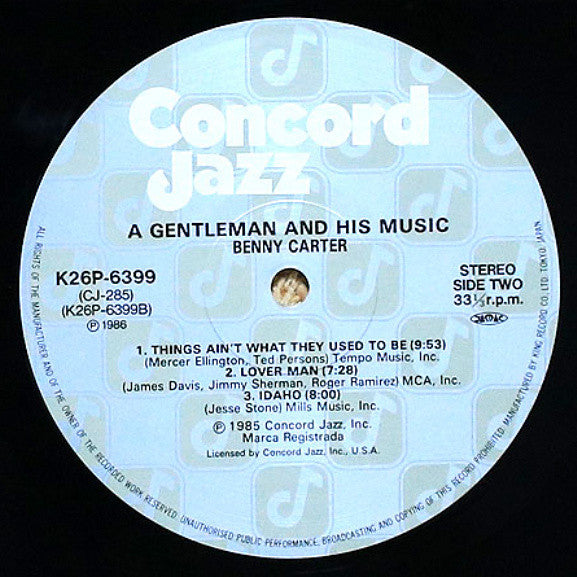 Concord
Jazz
A GENTLEMAN AND HIS MUSIC
BENNY CARTER
K26P-6399
(CJ-285)
(K26P-6399B)
℗ 1986
STEREO
SIDE TWO
33⅓ r.p.m.
JASRAC
1. THINGS AIN'T WHAT THEY USED TO BE (9:53)
(Mercer Ellington, Ted Persons) Tempo Music, Inc.
2. LOVER MAN (7:28)
(James Davis, Jimmy Sherman, Roger Ramirez) MCA, Inc.
3. IDAHO (8:00)
(Jesse Stone) Mills Music, Inc.
℗ 1985 Concord Jazz, Inc.
Marca Registrada
Licensed by Concord Jazz, Inc., U.S.A.
ALL RIGHTS OF THE MANUFACTURER AND OF THE OWNER OF THE RECORDED WORK RESERVED. UNAUTHORISED PUBLIC PERFORMANCE, BROADCASTING AND COPYING OF THIS RECORD PROHIBITED. MANUFACTURED BY KING RECORD CO. LTD. TOKYO. JAPAN